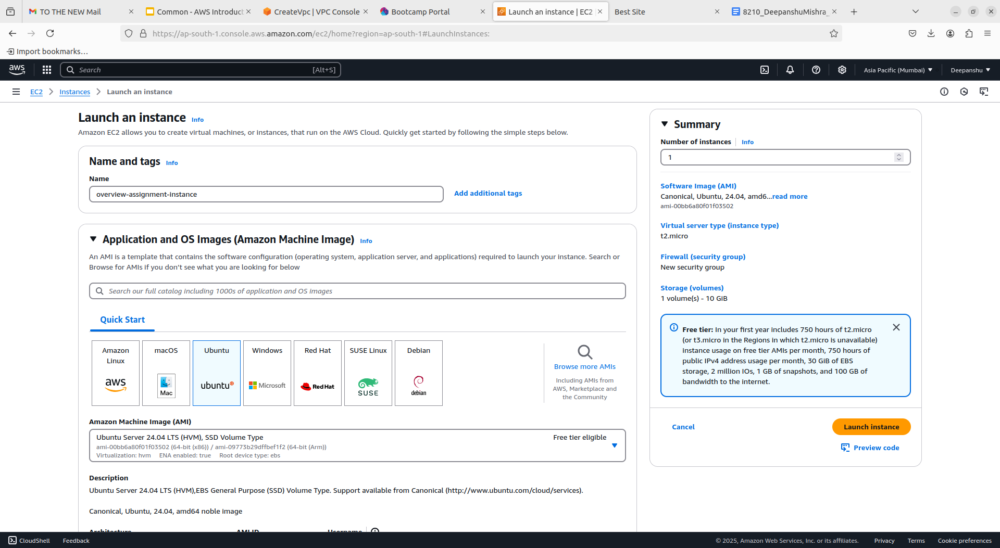 TO THE NEW Mail
Common - AWS Introduct
CreateVpc | VPC Console
Bootcamp Portal
Launch an instance | EC2
Best Site
8210_DeepanshuMishra_
https://ap-south-1.console.aws.amazon.com/ec2/home?region=ap-south-1#LaunchInstances:
Import bookmarks…
aws
Search
[Alt+S]
Asia Pacific (Mumbai)
Deepanshu
EC2
Instances
Launch an instance
Launch an instance Info
Amazon EC2 allows you to create virtual machines, or instances, that run on the AWS Cloud. Quickly get started by following the simple steps below.
Name and tags Info
Name
overview-assignment-instance
Add additional tags
Application and OS Images (Amazon Machine Image) Info
An AMI is a template that contains the software configuration (operating system, application server, and applications) required to launch your instance. Search or
Browse for AMIs if you don't see what you are looking for below
Search our full catalog including 1000s of application and OS images
Quick Start
Amazon
Linux
aws
macOS
Mac
Ubuntu
ubuntu
Windows
Microsoft
Red Hat
Red Hat
SUSE Linux
SUSE
Debian
debian
Browse more AMIs
Including AMIs from
AWS, Marketplace and
the Community
Amazon Machine Image (AMI)
Ubuntu Server 24.04 LTS (HVM), SSD Volume Type
Free tier eligible
ami-00bb6a80f01f03502 (64-bit (x86)) / ami-09773b29dffbef1f2 (64-bit (Arm))
Virtualization: hvm ENA enabled: true Root device type: ebs
Description
Ubuntu Server 24.04 LTS (HVM),EBS General Purpose (SSD) Volume Type. Support available from Canonical (http://www.ubuntu.com/cloud/services).
Canonical, Ubuntu, 24.04, amd64 noble image
Architecture AMI ID Username
Summary
Number of instances Info
1
Software Image (AMI)
Canonical, Ubuntu, 24.04, amd6...read more
ami-00bb6a80f01f03502
Virtual server type (instance type)
t2.micro
Firewall (security group)
New security group
Storage (volumes)
1 volume(s) - 10 GiB
Free tier: In your first year includes 750 hours of t2.micro
(or t3.micro in the Regions in which t2.micro is unavailable)
instance usage on free tier AMIs per month, 750 hours of
public IPv4 address usage per month, 30 GiB of EBS
storage, 2 million IOs, 1 GB of snapshots, and 100 GB of
bandwidth to the internet.
Cancel
Launch instance
Preview code
CloudShell
Feedback
© 2025, Amazon Web Services, Inc. or its affiliates.
Privacy
Terms
Cookie preferences